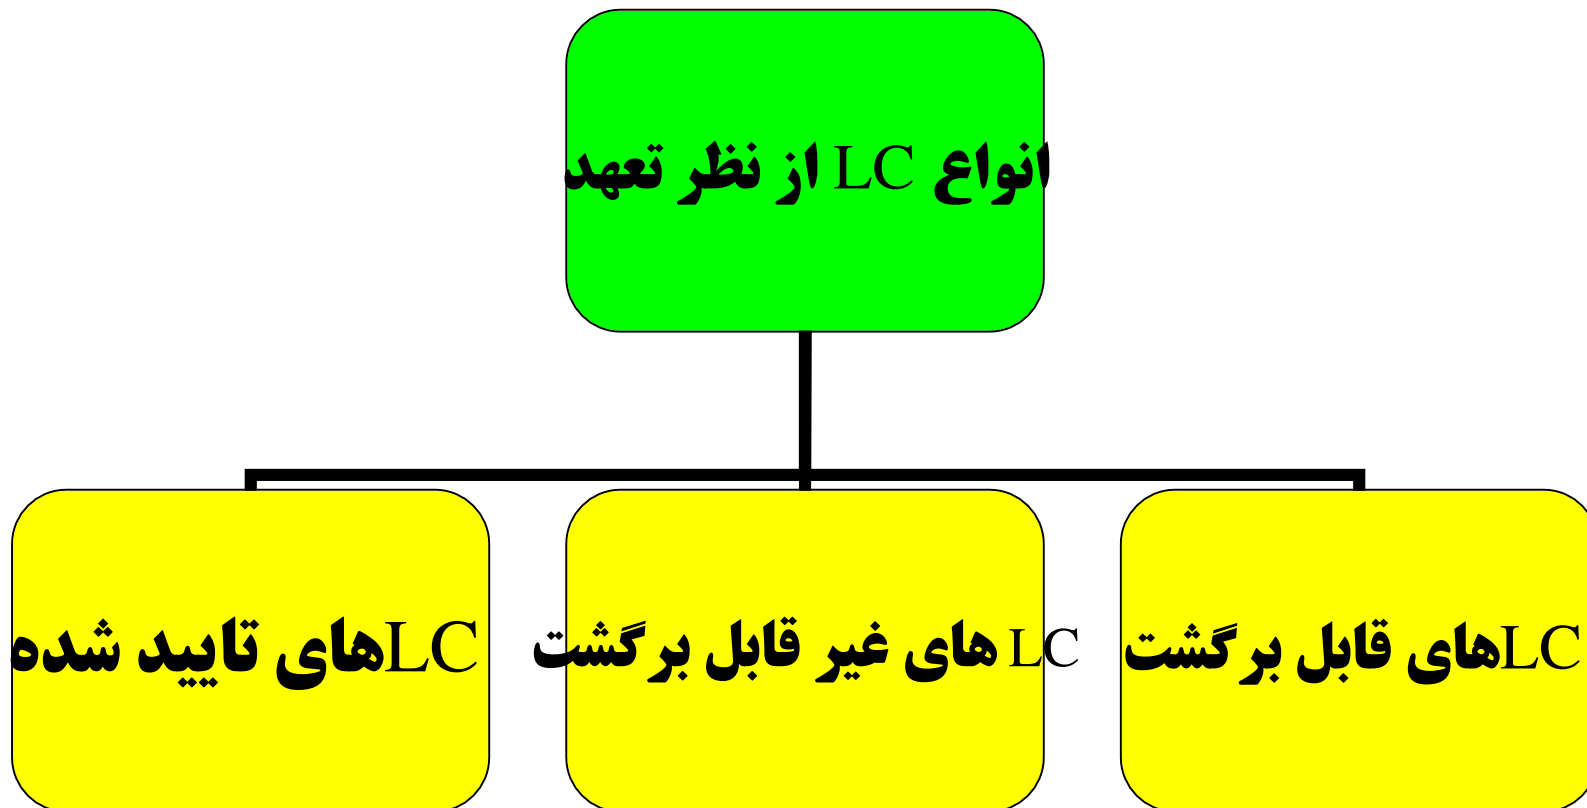 انواع LC از نظر تعهد
LCهای قابل برگشت
LC های غیر قابل برگشت
LCهای تایید شده